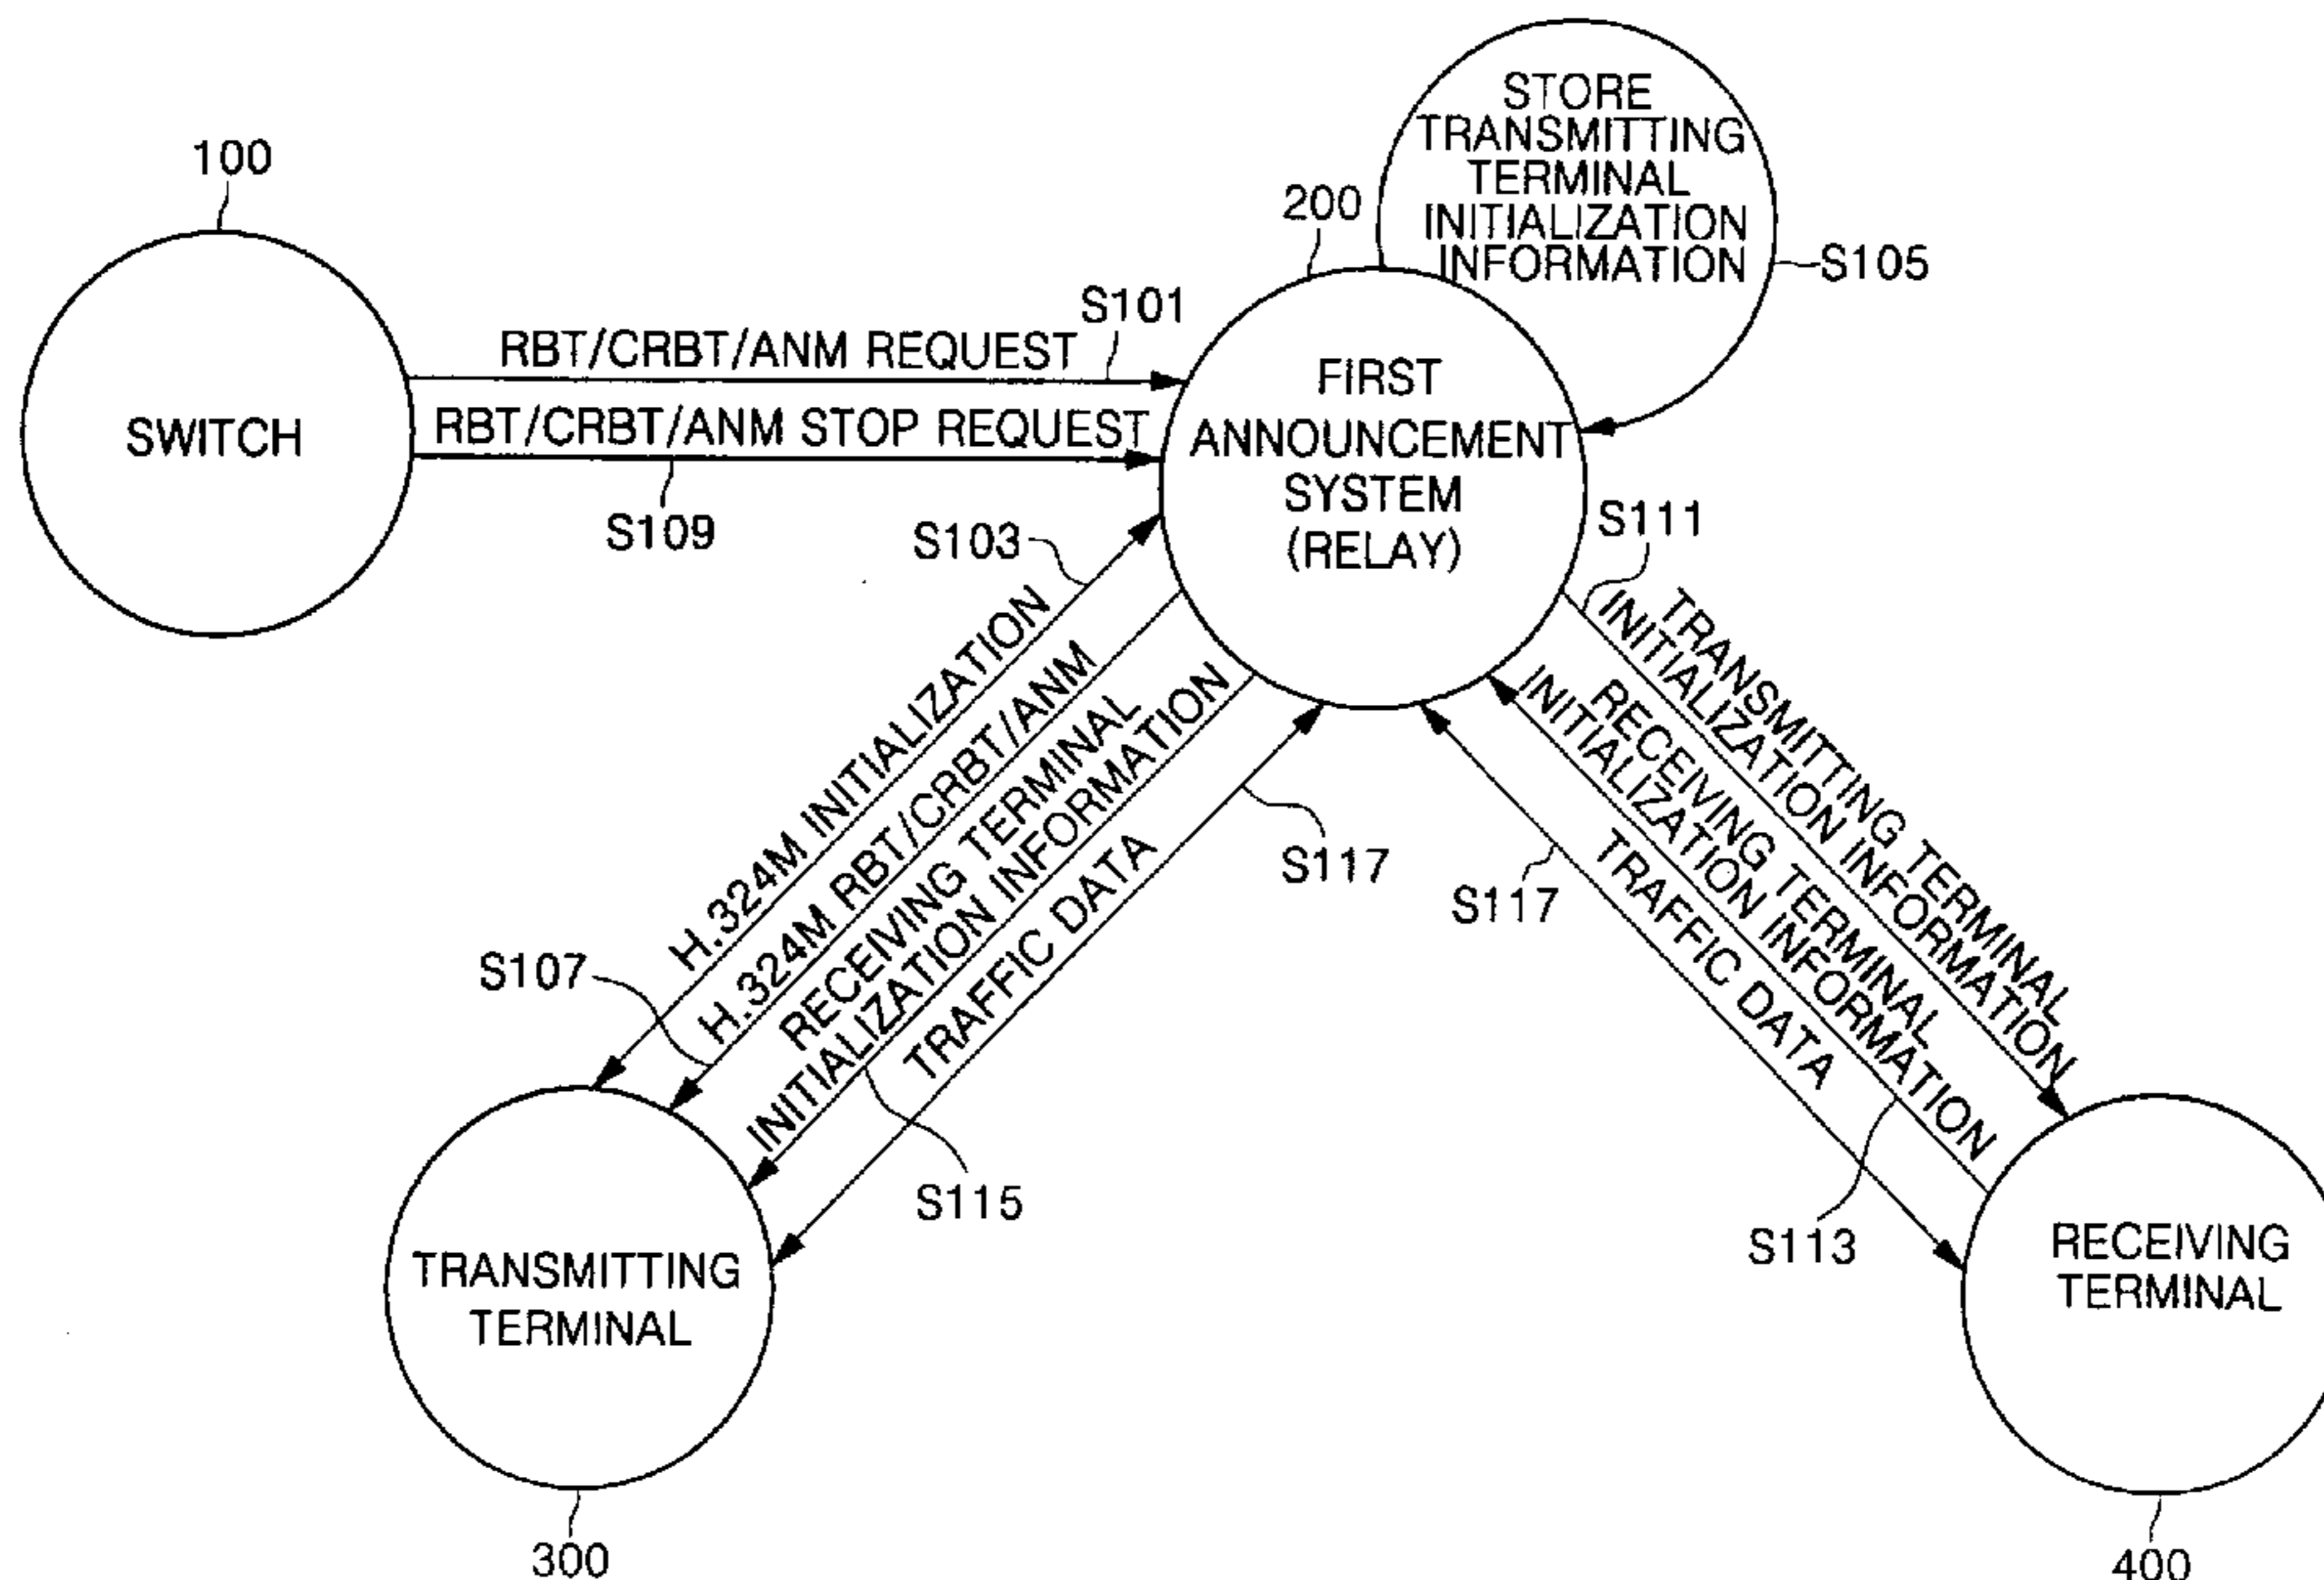 100
SWITCH
RBT/CRBT/ANM REQUEST
S101
RBT/CRBT/ANM STOP REQUEST
S109
200
FIRST
ANNOUNCEMENT
SYSTEM
(RELAY)
STORE
TRANSMITTING
TERMINAL
INITIALIZATION
INFORMATION
S105
S103
H.324M INITIALIZATION
S107
H.324M RBT/CRBT/ANM
RECEIVING TERMINAL
INITIALIZATION INFORMATION
S115
TRAFFIC DATA
S117
S111
TRANSMITTING TERMINAL
INITIALIZATION INFORMATION
RECEIVING TERMINAL
INITIALIZATION INFORMATION
S113
TRAFFIC DATA
S117
TRANSMITTING
TERMINAL
300
RECEIVING
TERMINAL
400